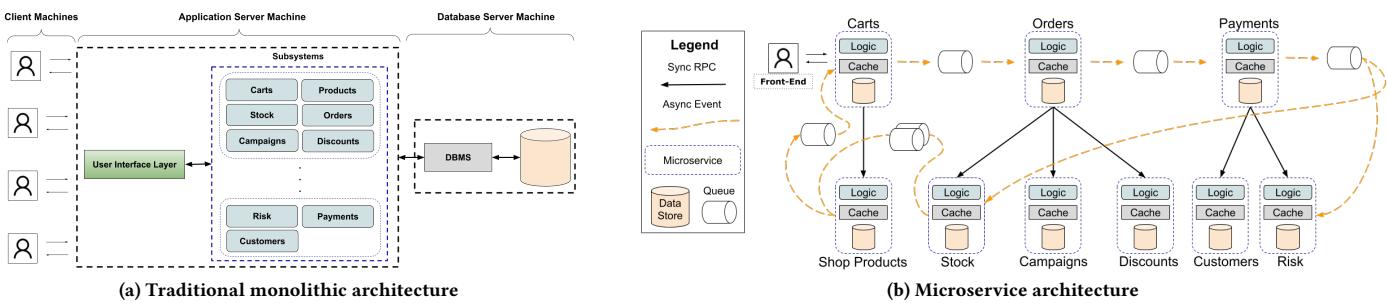 Client Machines
Application Server Machine
Database Server Machine
Subsystems
Carts
Products
Stock
Orders
Campaigns
Discounts
User Interface Layer
.
.
.
Risk
Payments
Customers
DBMS
(a) Traditional monolithic architecture
Legend
Sync RPC
Async Event
Microservice
Data
Store
Queue
Front-End
Carts
Logic
Cache
Orders
Logic
Cache
Payments
Logic
Cache
Logic
Cache
Shop Products
Logic
Cache
Stock
Logic
Cache
Campaigns
Logic
Cache
Discounts
Logic
Cache
Customers
Logic
Cache
Risk
(b) Microservice architecture